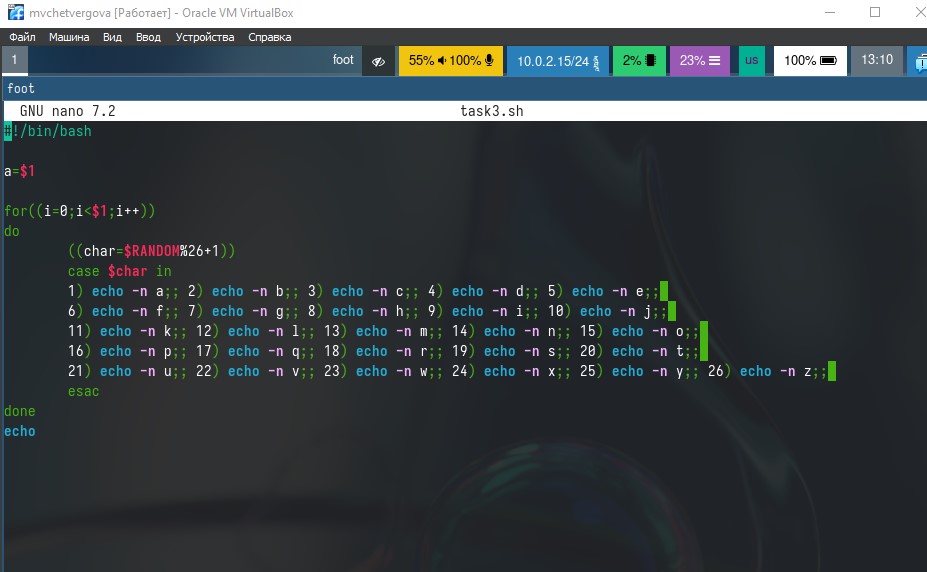 mvchetvergova [Работает] - Oracle VM VirtualBox
Файл Машина Вид Ввод Устройства Справка
1 foot 55% 100% 10.0.2.15/24 2% 23% us 100% 13:10
foot
GNU nano 7.2 task3.sh
#!/bin/bash
a=$1
for((i=0;i<$1;i++))
do
((char=$RANDOM%26+1))
case $char in
1) echo -n a;; 2) echo -n b;; 3) echo -n c;; 4) echo -n d;; 5) echo -n e;;
6) echo -n f;; 7) echo -n g;; 8) echo -n h;; 9) echo -n i;; 10) echo -n j;;
11) echo -n k;; 12) echo -n l;; 13) echo -n m;; 14) echo -n n;; 15) echo -n o;;
16) echo -n p;; 17) echo -n q;; 18) echo -n r;; 19) echo -n s;; 20) echo -n t;;
21) echo -n u;; 22) echo -n v;; 23) echo -n w;; 24) echo -n x;; 25) echo -n y;; 26) echo -n z;;
esac
done
echo